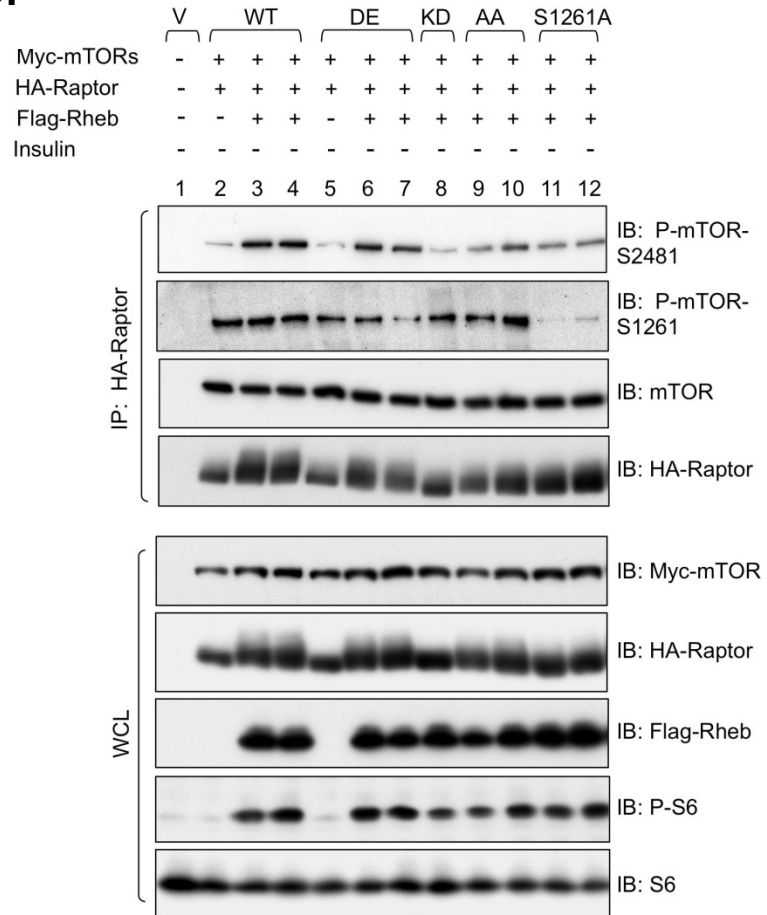 V WT DE KD AA S1261A
Myc-mTORs - + + + + + + + + + + +
HA-Raptor - + + + + + + + + + + +
Flag-Rheb - - + + - + + + + + + +
Insulin - - - - - - - - - - - -
1 2 3 4 5 6 7 8 9 10 11 12
IP: HA-Raptor
IB: P-mTOR-
S2481
IB: P-mTOR-
S1261
IB: mTOR
IB: HA-Raptor
WCL
IB: Myc-mTOR
IB: HA-Raptor
IB: Flag-Rheb
IB: P-S6
IB: S6